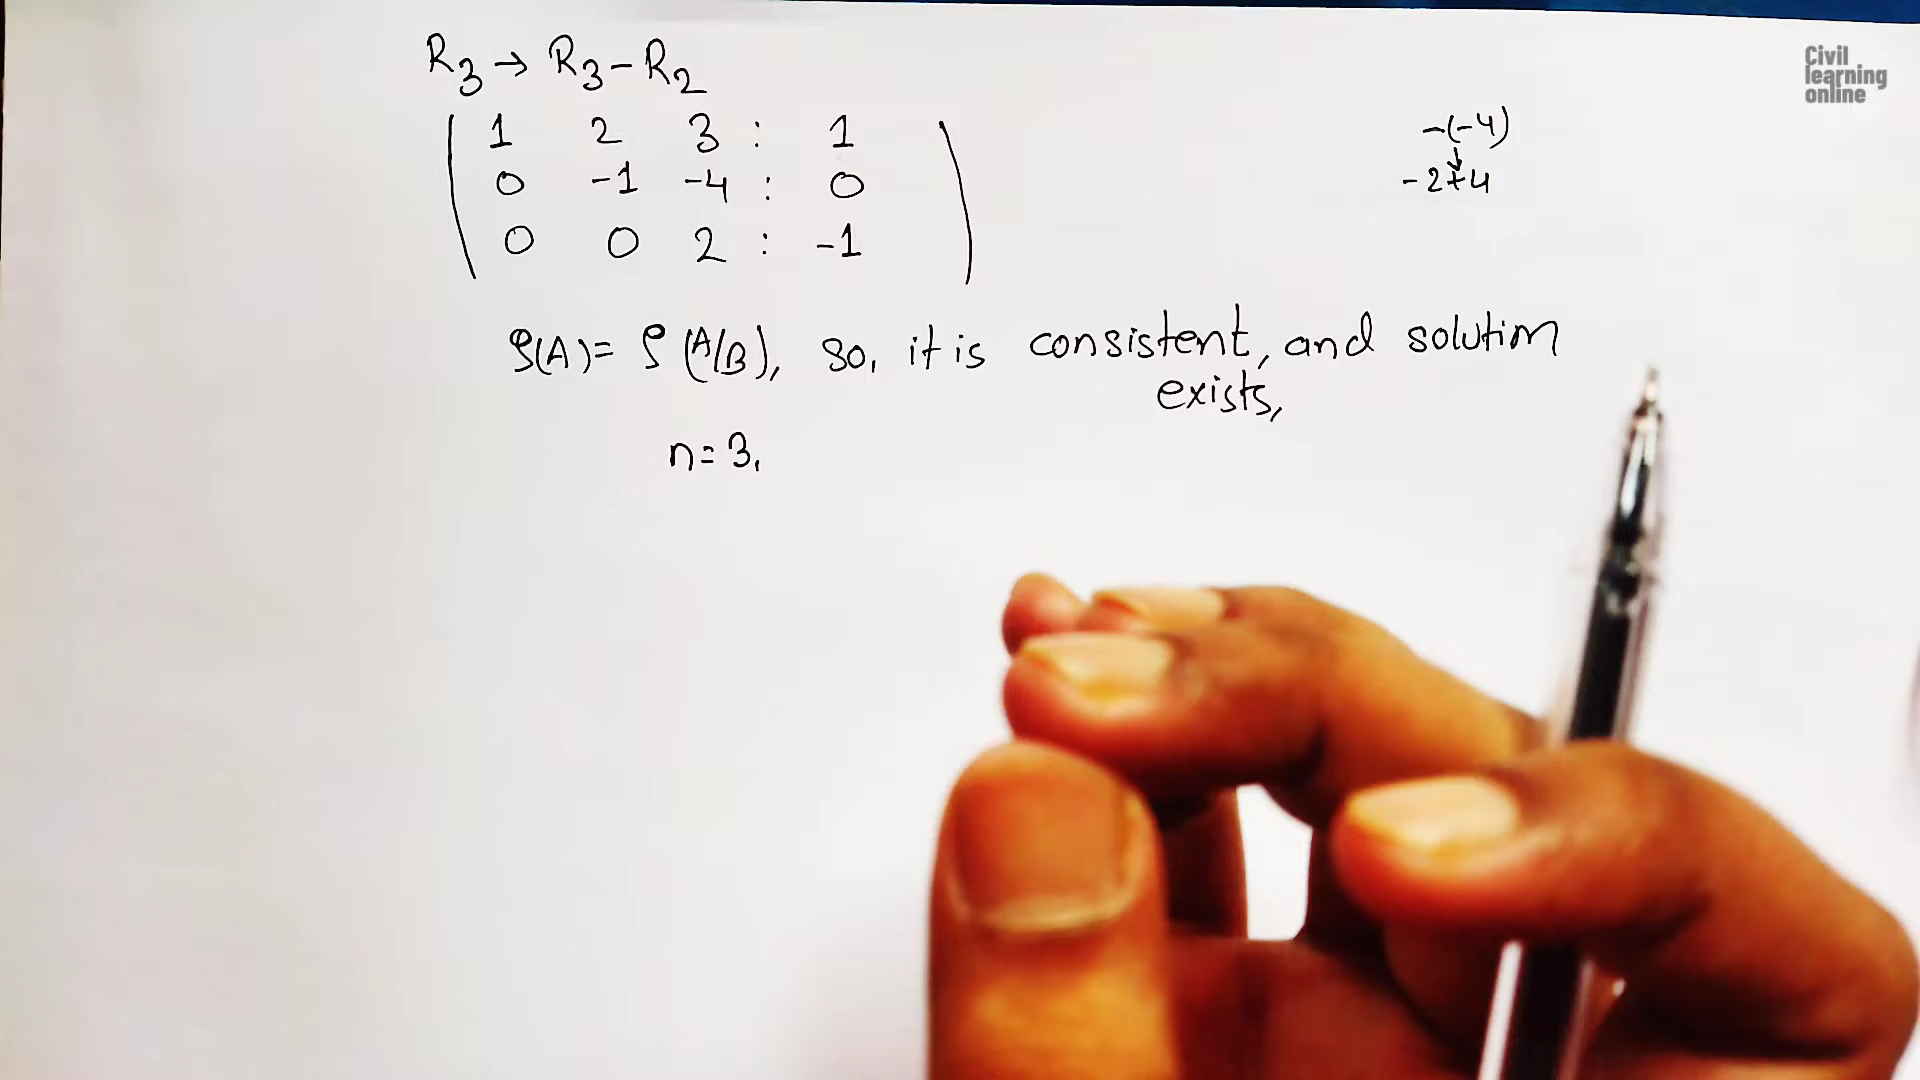 R3 → R3 - R2
1 2 3 : 1
0 -1 -4 : 0
0 0 2 : -1
ρ(A) = ρ(A/B), so, it is consistent, and solution
exists,
n = 3,
-(-4)
↓
-2+4
Civil
learning
online